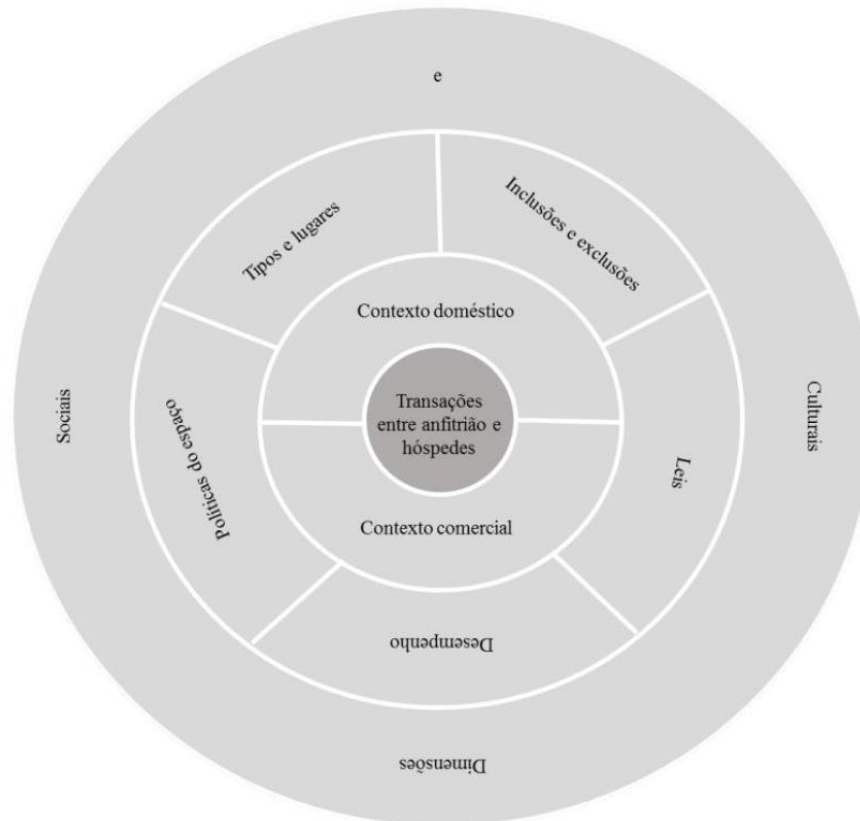 e
Tipos e lugares
Inclusões e exclusões
Contexto doméstico
Sociais
Culturais
Transações
entre anfitrião e
hóspedes
Políticas do espaço
Leis
Contexto comercial
Desempenho
Dimensões